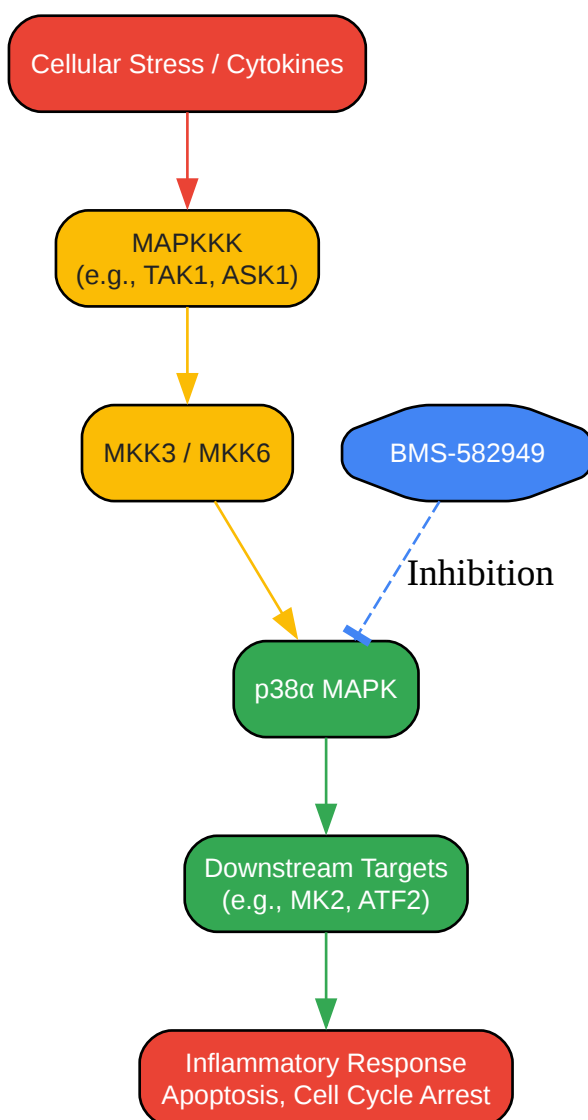 Cellular Stress / Cytokines
MAPKKK
(e.g., TAK1, ASK1)
MKK3 / MKK6
BMS-582949
Inhibition
p38α MAPK
Downstream Targets
(e.g., MK2, ATF2)
Inflammatory Response
Apoptosis, Cell Cycle Arrest